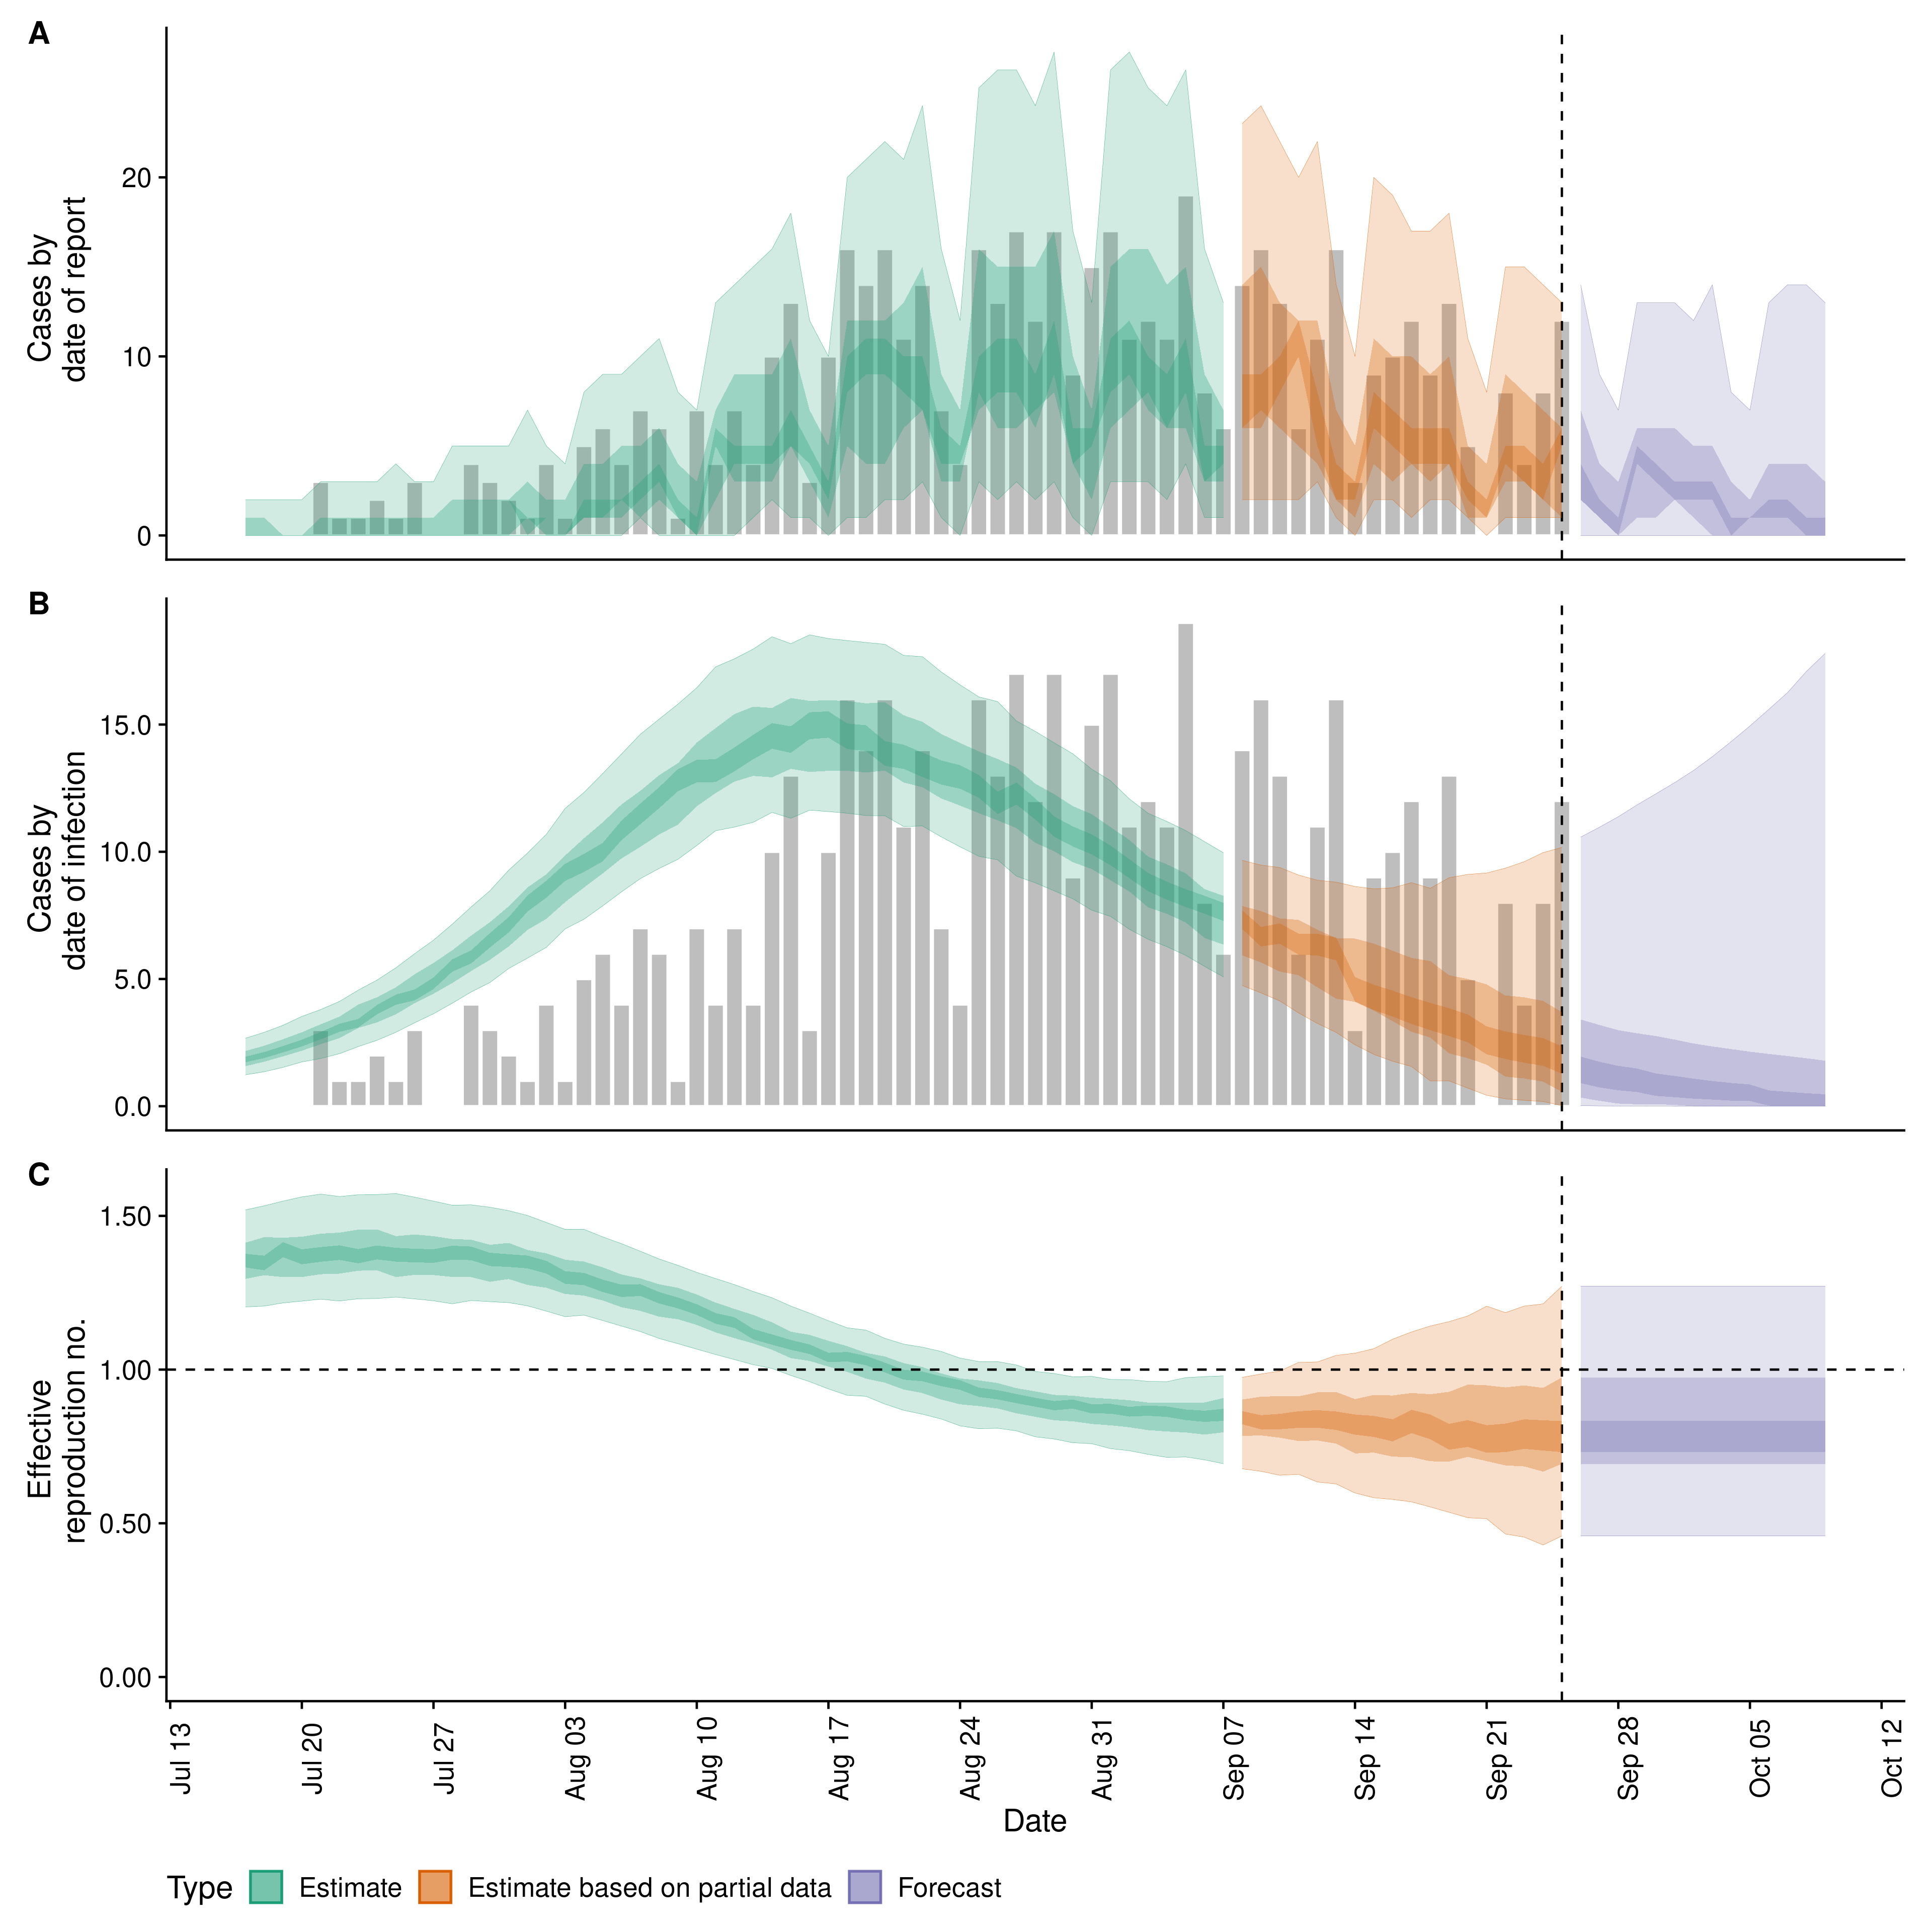 A
Cases by
date of report
20
10
0
B
Cases by
date of infection
15.0
10.0
5.0
0.0
C
Effective
reproduction no.
1.50
1.00
0.50
0.00
Jul 13
Jul 20
Jul 27
Aug 03
Aug 10
Aug 17
Aug 24
Aug 31
Sep 07
Sep 14
Sep 21
Sep 28
Oct 05
Oct 12
Date
Type Estimate Estimate based on partial data Forecast